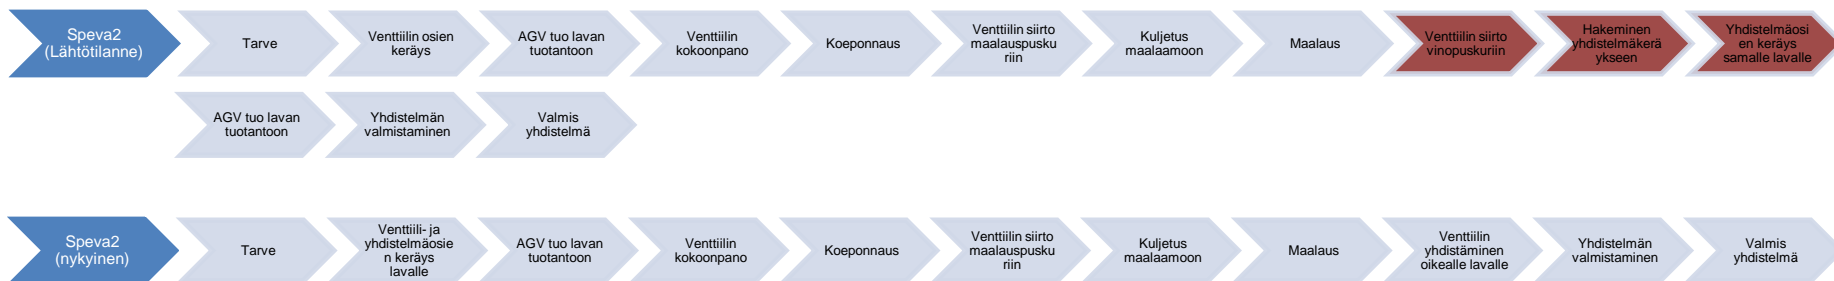 Speva2
(Lähtötilanne)
Tarve
Venttiilin osien
keräys
AGV tuo lavan
tuotantoon
Venttiilin
kokoonpano
Koeponnaus
Venttiilin siirto
maalauspusku
riin
Kuljetus
maalaamoon
Maalaus
Venttiilin siirto
vinopuskuriin
Hakeminen
yhdistelmäkerä
ykseen
Yhdistelmäosi
en keräys
samalle lavalle
AGV tuo lavan
tuotantoon
Yhdistelmän
valmistaminen
Valmis
yhdistelmä
Speva2
(nykyinen)
Tarve
Venttiili- ja
yhdistelmäosie
n keräys
lavalle
AGV tuo lavan
tuotantoon
Venttiilin
kokoonpano
Koeponnaus
Venttiilin siirto
maalauspusku
riin
Kuljetus
maalaamoon
Maalaus
Venttiilin
yhdistäminen
oikealle lavalle
Yhdistelmän
valmistaminen
Valmis
yhdistelmä